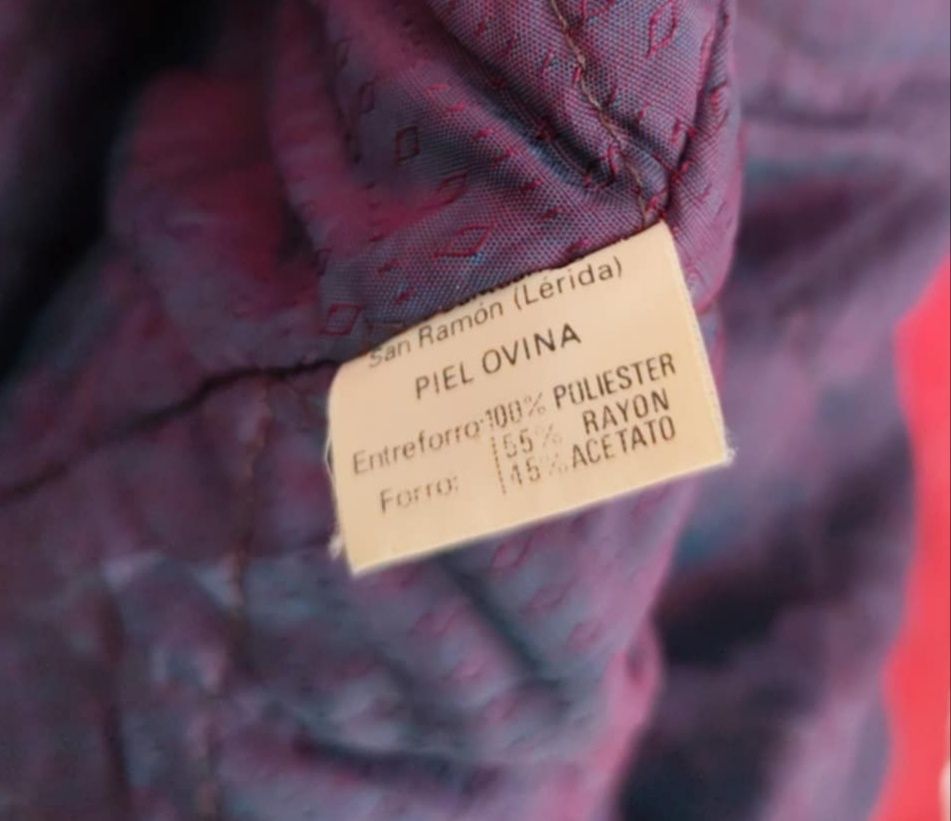 San Ramón (Lérida)
PIEL OVINA
Entreforro: 100% POLIESTER
55% RAYON
Forro: 45% ACETATO